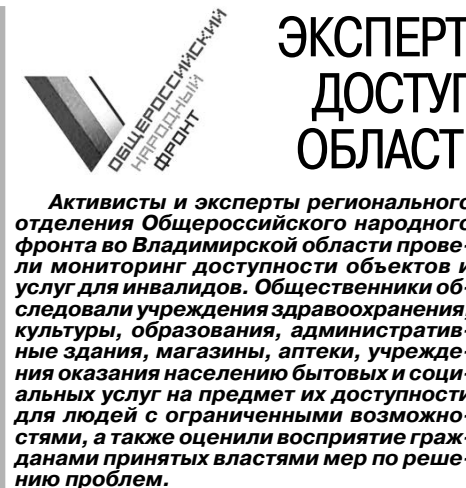 ОБЩЕРОССИЙСКИЙ
НАРОДНЫЙ
ФРОНТ
ЭКСПЕРТ
ДОСТУП
ОБЛАСТ
Активисты и эксперты регионального
отделения Общероссийского народного
фронта во Владимирской области прове-
ли мониторинг доступности объектов и
услуг для инвалидов. Общественники об-
следовали учреждения здравоохранения,
культуры, образования, административ-
ные здания, магазины, аптеки, учрежде-
ния оказания населению бытовых и соци-
альных услуг на предмет их доступности
для людей с ограниченными возможно-
стями, а также оценили восприятие граж-
данами принятых властями мер по реше-
нию проблем.